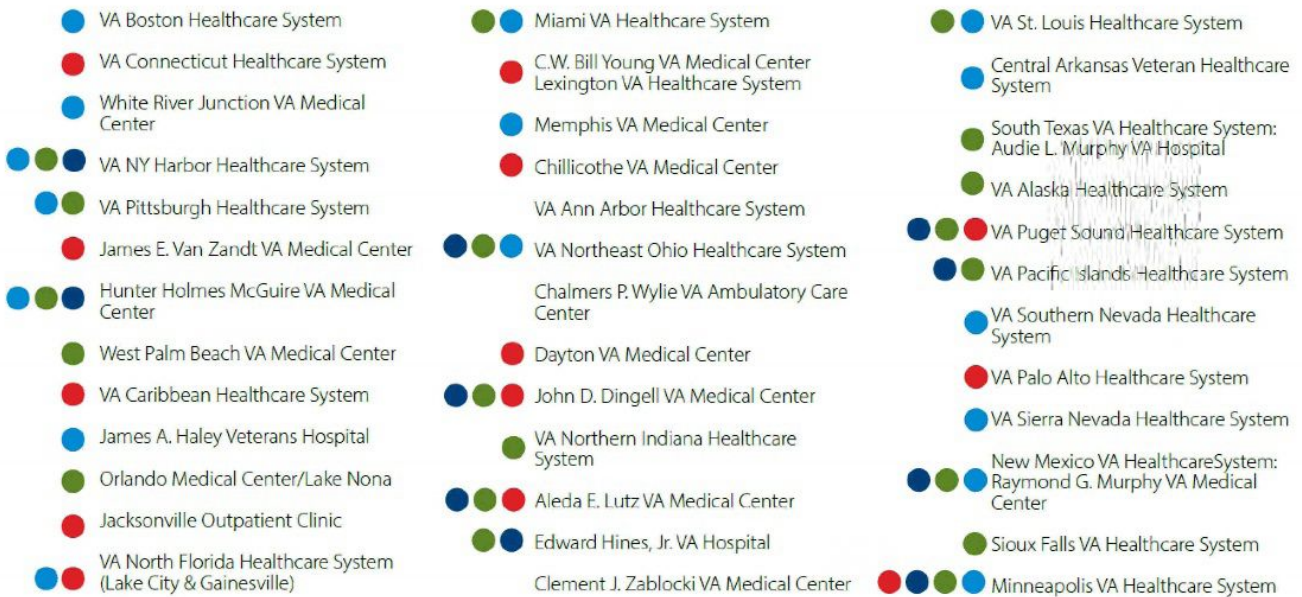 VA Boston Healthcare System
VA Connecticut Healthcare System
White River Junction VA Medical
Center
VA NY Harbor Healthcare System
VA Pittsburgh Healthcare System
James E. Van Zandt VA Medical Center
Hunter Holmes McGuire VA Medical
Center
West Palm Beach VA Medical Center
VA Caribbean Healthcare System
James A. Haley Veterans Hospital
Orlando Medical Center/Lake Nona
Jacksonville Outpatient Clinic
VA North Florida Healthcare System
(Lake City & Gainesville)
Miami VA Healthcare System
C.W. Bill Young VA Medical Center
Lexington VA Healthcare System
Memphis VA Medical Center
Chillicothe VA Medical Center
VA Ann Arbor Healthcare System
VA Northeast Ohio Healthcare System
Chalmers P. Wylie VA Ambulatory Care
Center
Dayton VA Medical Center
John D. Dingell VA Medical Center
VA Northern Indiana Healthcare
System
Aleda E. Lutz VA Medical Center
Edward Hines, Jr. VA Hospital
Clement J. Zablocki VA Medical Center
VA St. Louis Healthcare System
Central Arkansas Veteran Healthcare
System
South Texas VA Healthcare System:
Audie L. Murphy VA Hospital
VA Alaska Healthcare System
VA Puget Sound Healthcare System
VA Pacific Islands Healthcare System
VA Southern Nevada Healthcare
System
VA Palo Alto Healthcare System
VA Sierra Nevada Healthcare System
New Mexico VA HealthcareSystem:
Raymond G. Murphy VA Medical
Center
Sioux Falls VA Healthcare System
Minneapolis VA Healthcare System